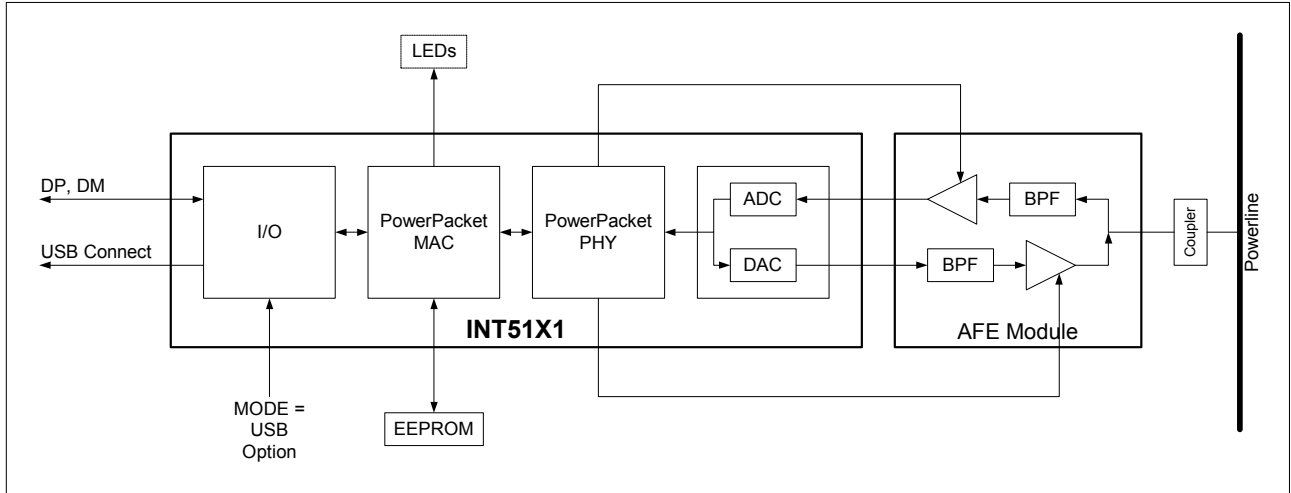 LEDs
DP, DM
USB Connect
I/O
PowerPacket
MAC
PowerPacket
PHY
ADC
DAC
BPF
BPF
Coupler
Powerline
INT51X1
AFE Module
MODE =
USB
Option
EEPROM